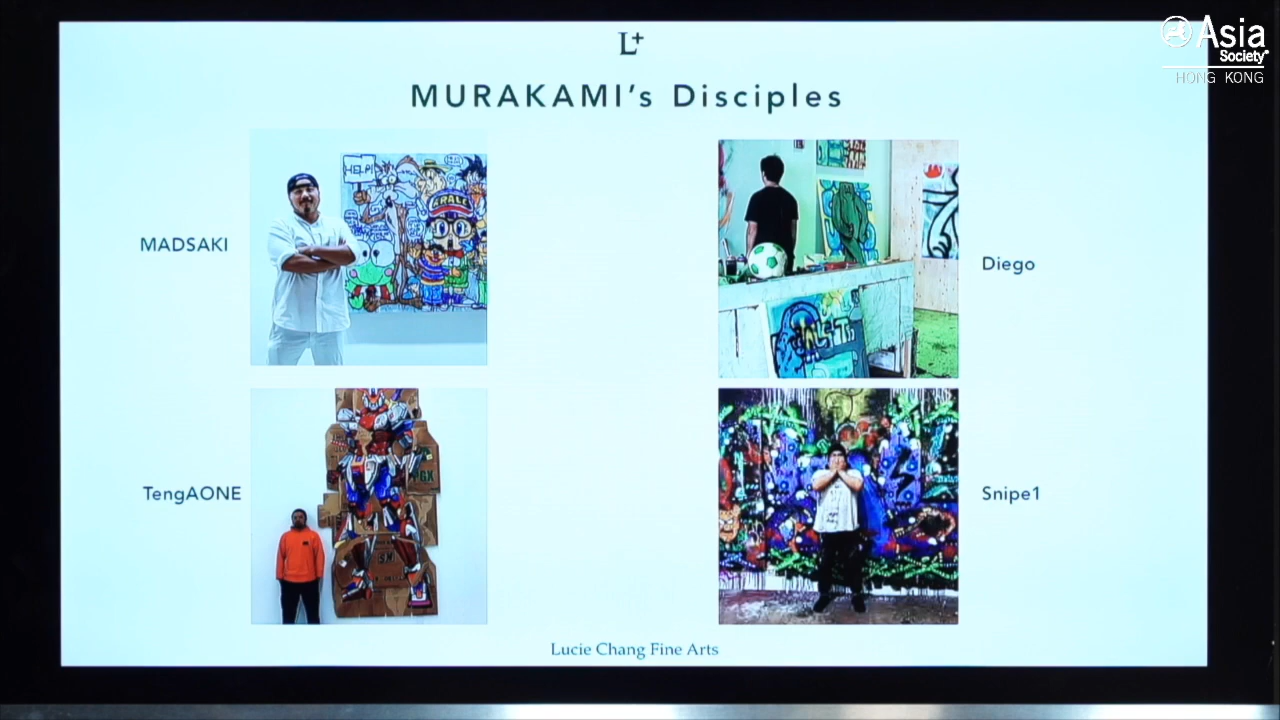 L+
Asia
Society
HONG KONG
MURAKAMI's Disciples
MADSAKI
HELP!
ARALE
Diego
TengAONE
Snipe1
Lucie Chang Fine Arts